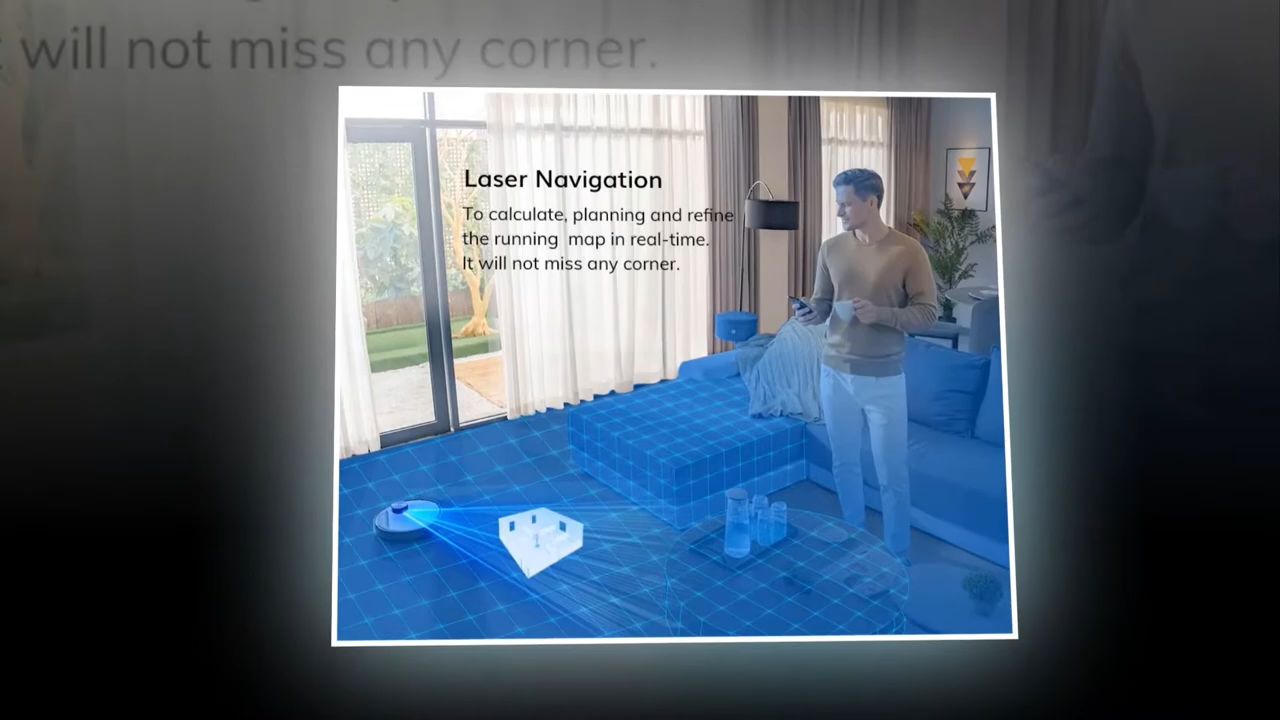 will not miss any corner.
Laser Navigation
To calculate, planning and refine
the running map in real-time.
It will not miss any corner.